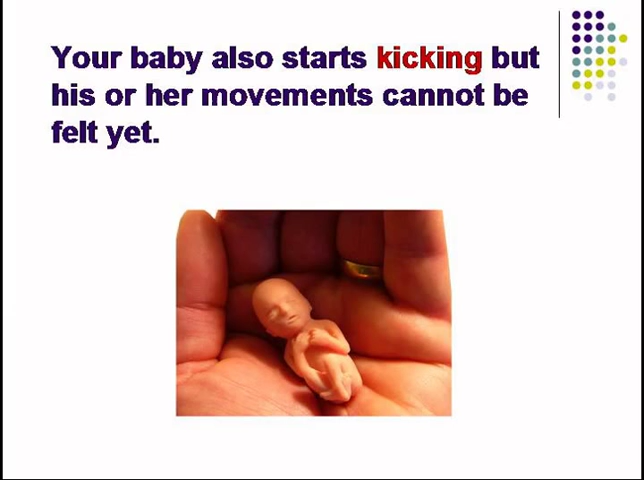 Your baby also starts kicking but
his or her movements cannot be
felt yet.